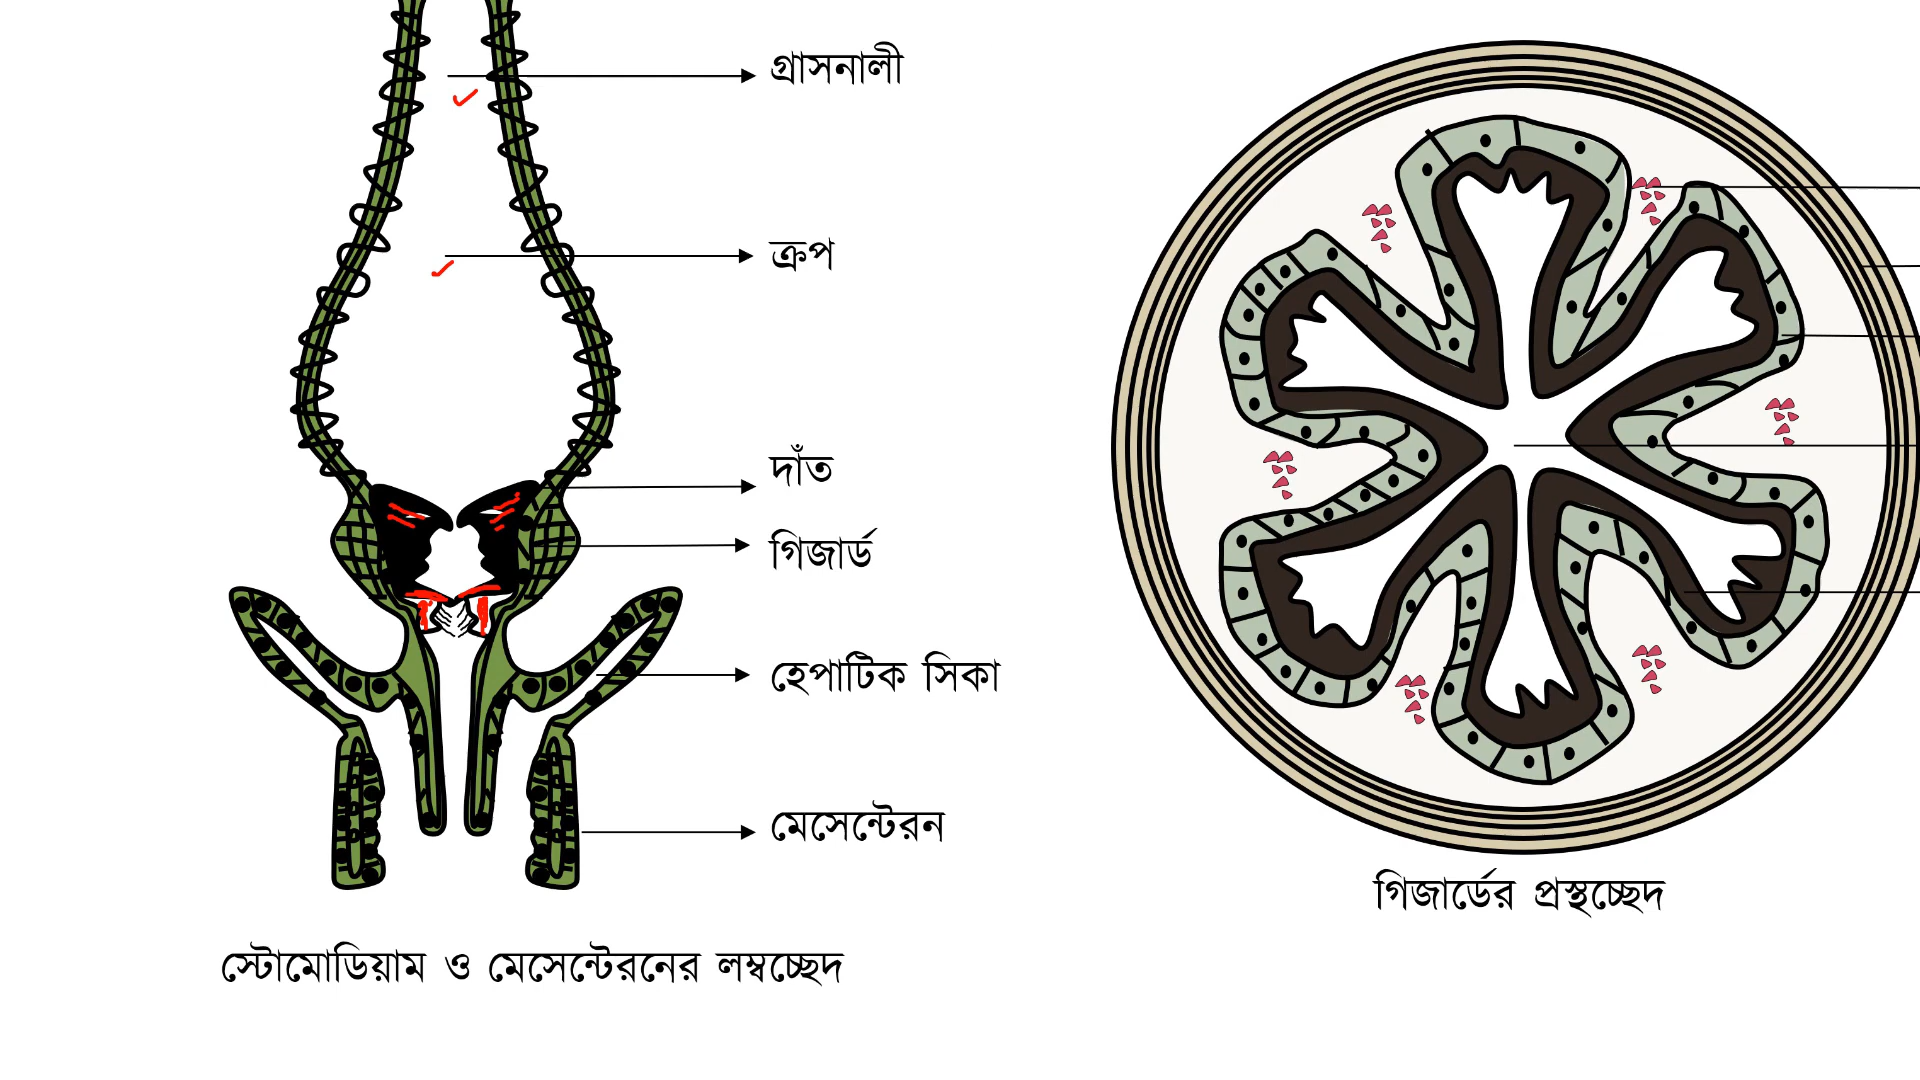 গ্রাসনালী
ক্রপ
দাঁত
গিজার্ড
হেপাটিক সিকা
মেসেন্টেরন
স্টোমোডিয়াম ও মেসেন্টেরনের লম্বচ্ছেদ
গিজার্ডের প্রস্থচ্ছেদ